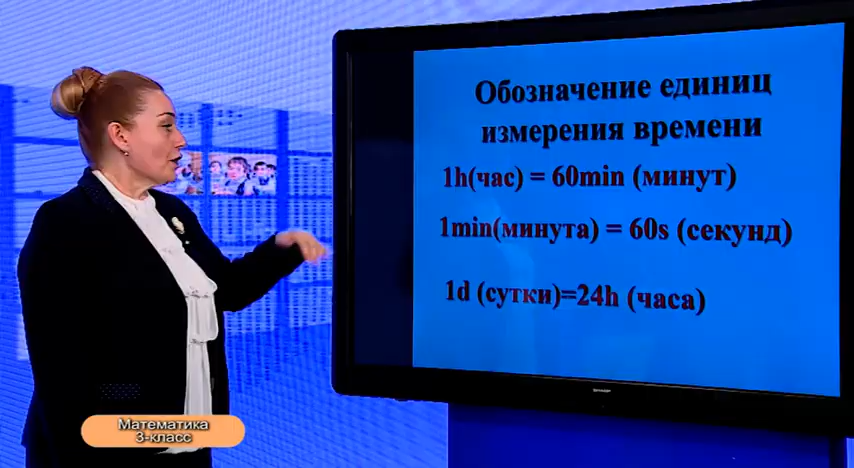 Обозначение единиц
измерения времени
1h(час) = 60min (минут)
1min(минута) = 60s (секунд)
1d (сутки)=24h (часа)
SHARP
Математика
3-класс